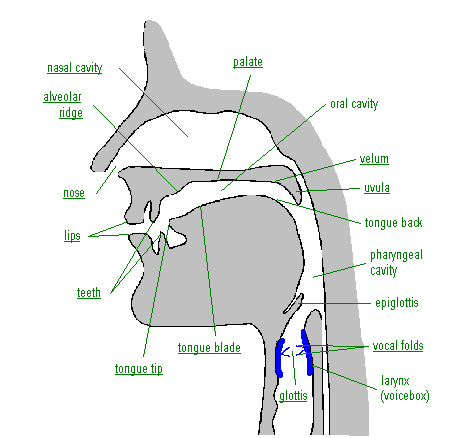 nasal cavity
palate
alveolar
ridge
oral cavity
velum
nose
uvula
tongue back
lips
pharyngeal
cavity
teeth
epiglottis
vocal folds
tongue blade
tongue tip
larynx
(voicebox)
glottis